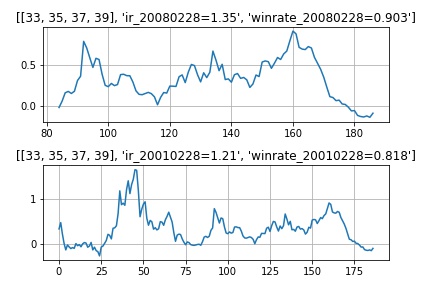 [[33, 35, 37, 39], 'ir_20080228=1.35', 'winrate_20080228=0.903']
0.5
0.0
80 100 120 140 160 180
[[33, 35, 37, 39], 'ir_20010228=1.21', 'winrate_20010228=0.818']
1
0
0 25 50 75 100 125 150 175